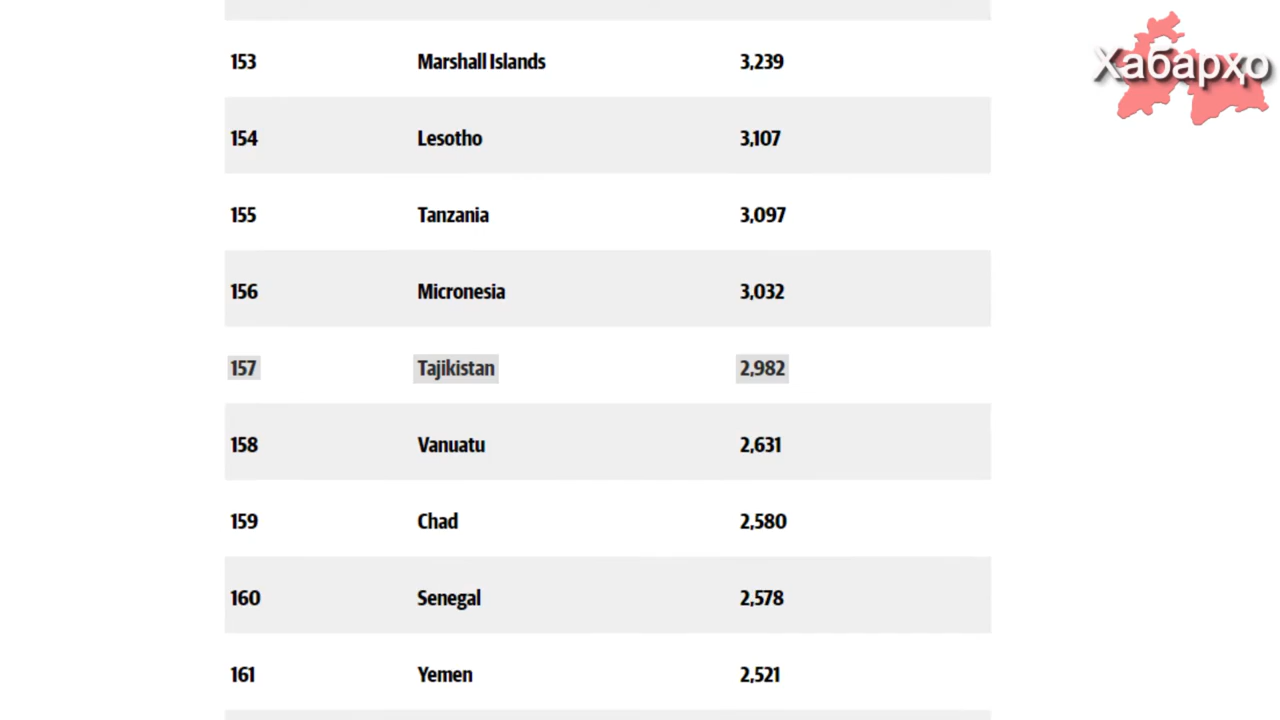 Хабарҳо
153 Marshall Islands 3,239
154 Lesotho 3,107
155 Tanzania 3,097
156 Micronesia 3,032
157 Tajikistan 2,982
158 Vanuatu 2,631
159 Chad 2,580
160 Senegal 2,578
161 Yemen 2,521